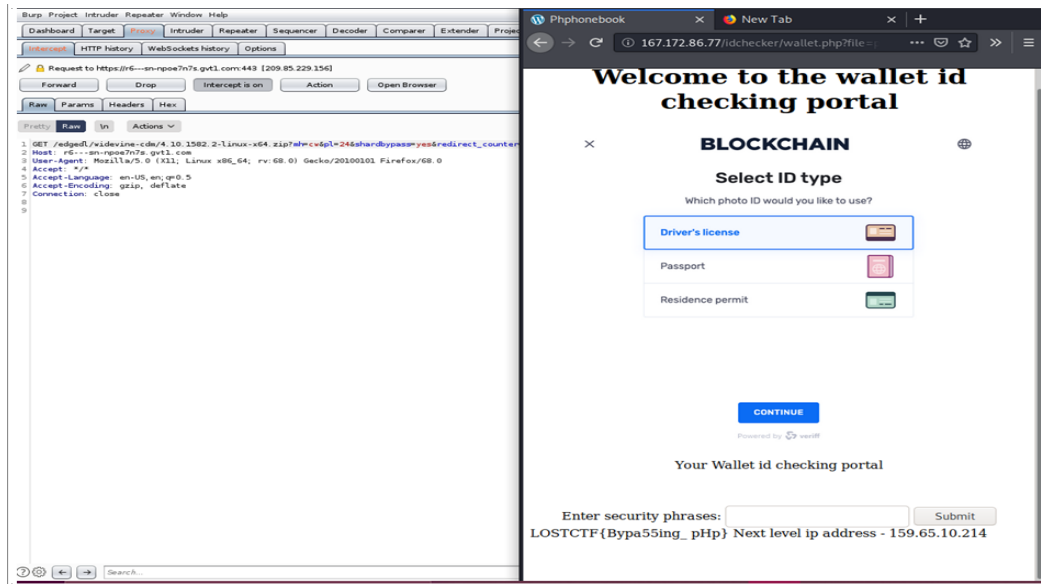 Burp Project Intruder Repeater Window Help
Dashboard Target Proxy Intruder Repeater Sequencer Decoder Comparer Extender Projec
Intercept HTTP history WebSockets history Options
Request to https://r6---sn-npoe7n7s.gvt1.com:443 [209.85.229.156]
Forward Drop Intercept is on Action Open Browser
Raw Params Headers Hex
Pretty Raw \n Actions
1 GET /edgedl/widevine-cdm/4.10.1582.2-linux-x64.zip?mh=cw&pl=24&shardbypass=yes&redirect_counter
2 Host: r6---sn-npoe7n7s.gvt1.com
3 User-Agent: Mozilla/5.0 (X11; Linux x86_64; rv:68.0) Gecko/20100101 Firefox/68.0
4 Accept: */*
5 Accept-Language: en-US,en;q=0.5
6 Accept-Encoding: gzip, deflate
7 Connection: close
8
9
Search...
Phphonebook
New Tab
167.172.86.77/idchecker/wallet.php?file=
Welcome to the wallet id
checking portal
BLOCKCHAIN
Select ID type
Which photo ID would you like to use?
Driver's license
Passport
Residence permit
CONTINUE
Powered by veriff
Your Wallet id checking portal
Enter security phrases: Submit
LOSTCTF{Bypa55ing_ pHp} Next level ip address - 159.65.10.214